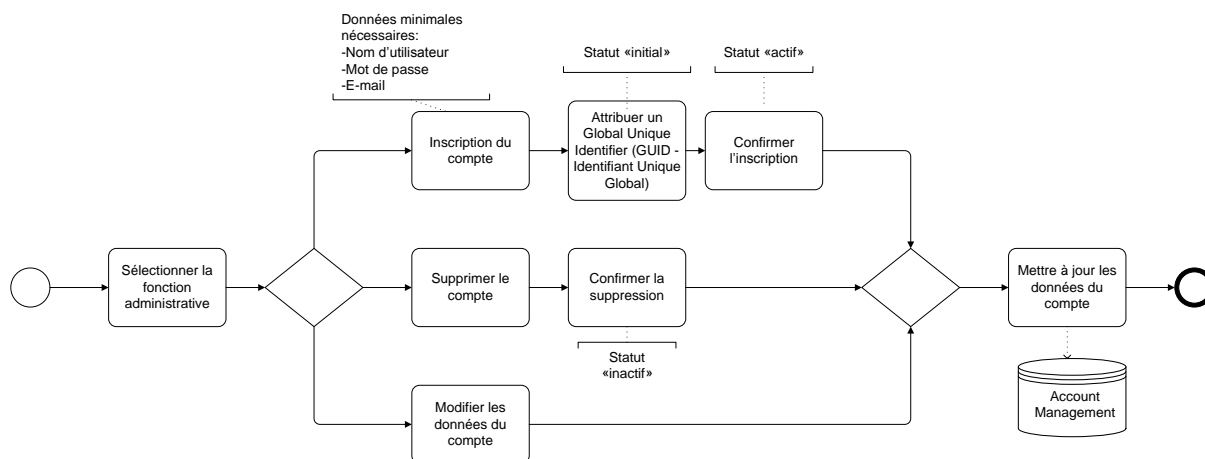 Données minimales
nécessaires:
-Nom d'utilisateur
-Mot de passe
-E-mail
Statut «initial»
Statut «actif»
Inscription du
compte
Attribuer un
Global Unique
Identifier (GUID -
Identifiant Unique
Global)
Confirmer
l'inscription
Sélectionner la
fonction
administrative
Supprimer le
compte
Confirmer la
suppression
Statut
«inactif»
Mettre à jour les
données du
compte
Account
Management
Modifier les
données du
compte